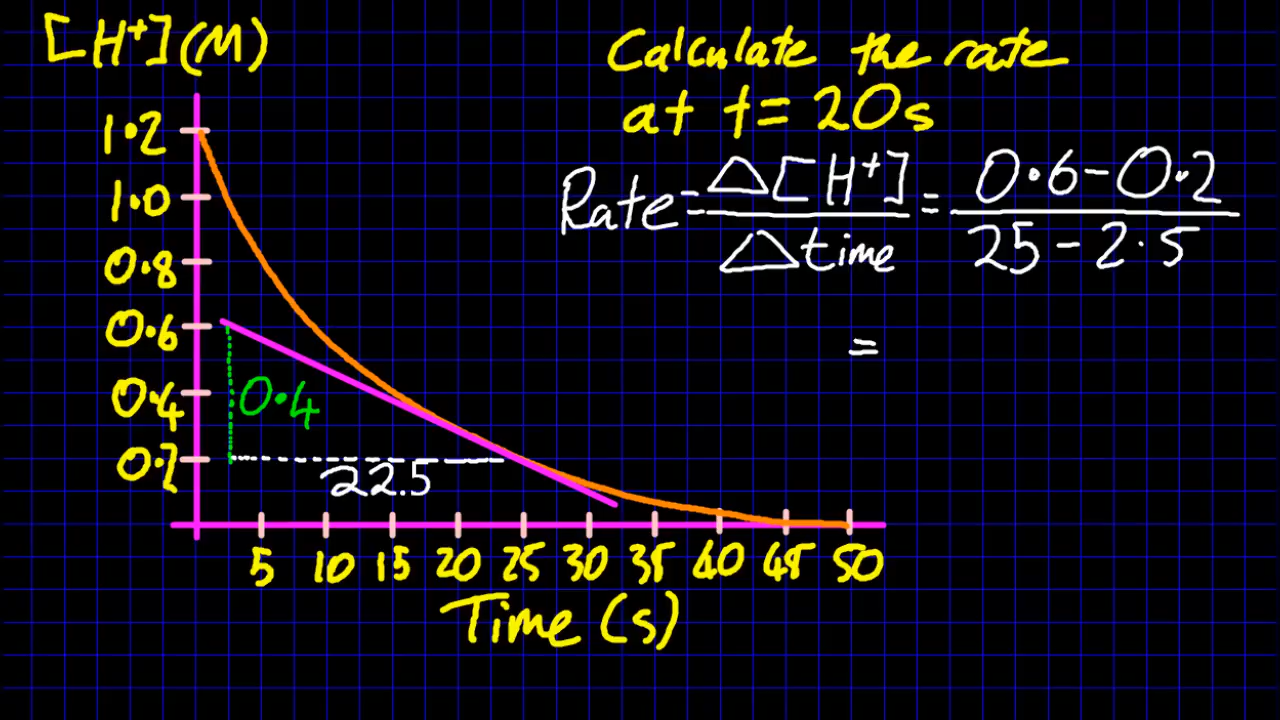 [H⁺](M)
Calculate the rate
at t = 20s
Rate = Δ[H⁺] / Δtime = 0.6 - 0.2 / 25 - 2.5
=
1.2
1.0
0.8
0.6
0.4
0.2
0.4
22.5
5 10 15 20 25 30 35 40 45 50
Time (s)